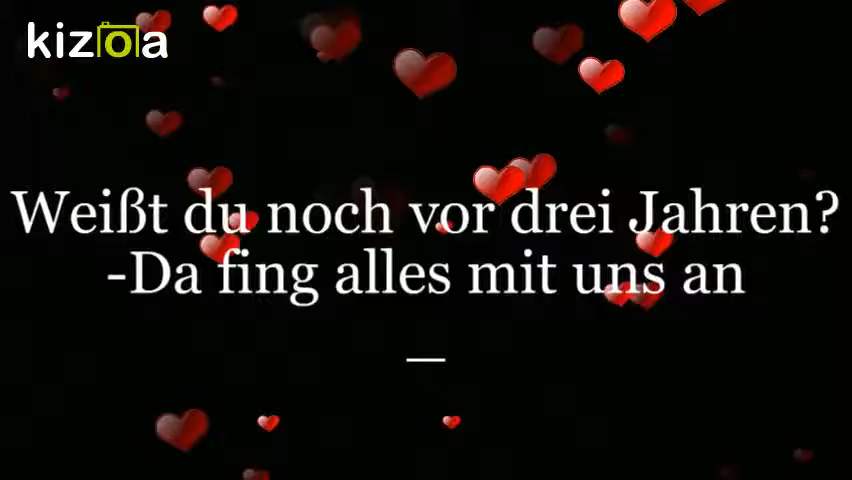 kizoa
Weißt du noch vor drei Jahren?
-Da fing alles mit uns an
_